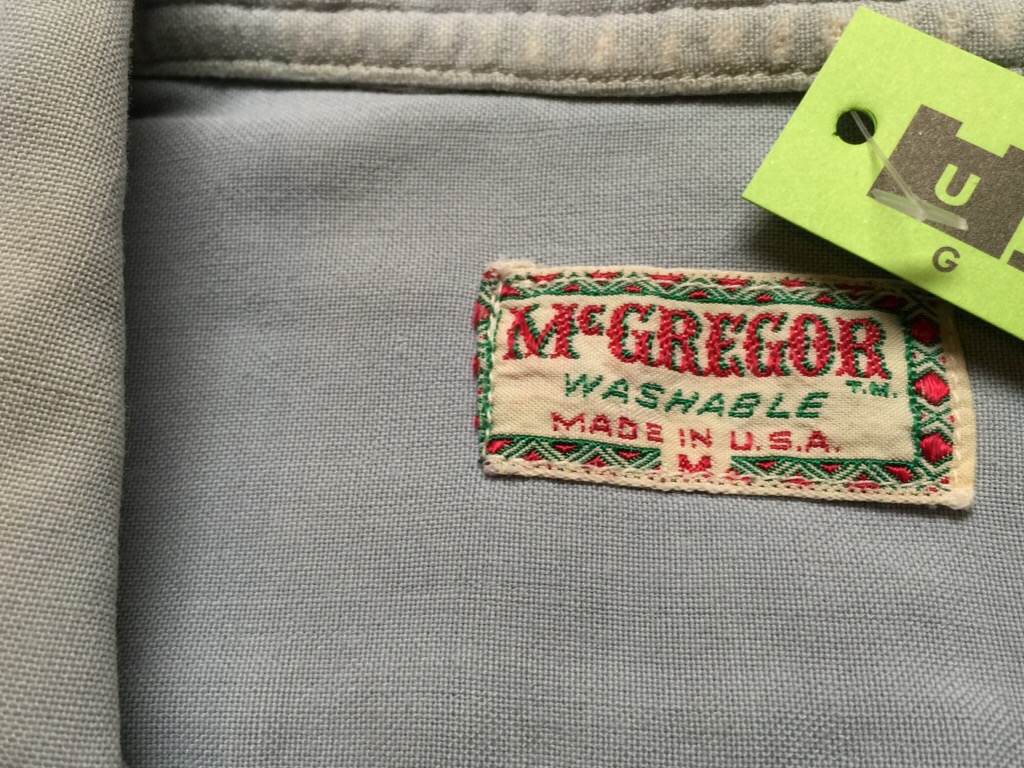 U
G
McGREGOR
T.M.
WASHABLE
MADE IN U.S.A.
M